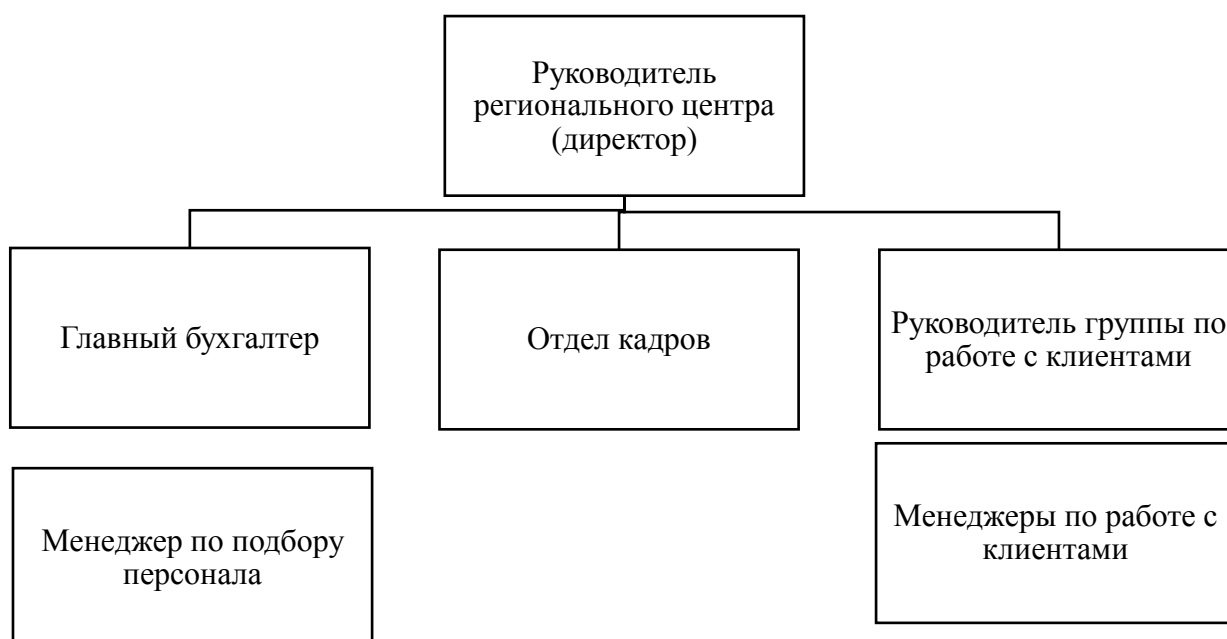 Руководитель
регионального центра
(директор)
Главный бухгалтер
Отдел кадров
Руководитель группы по
работе с клиентами
Менеджер по подбору
персонала
Менеджеры по работе с
клиентами